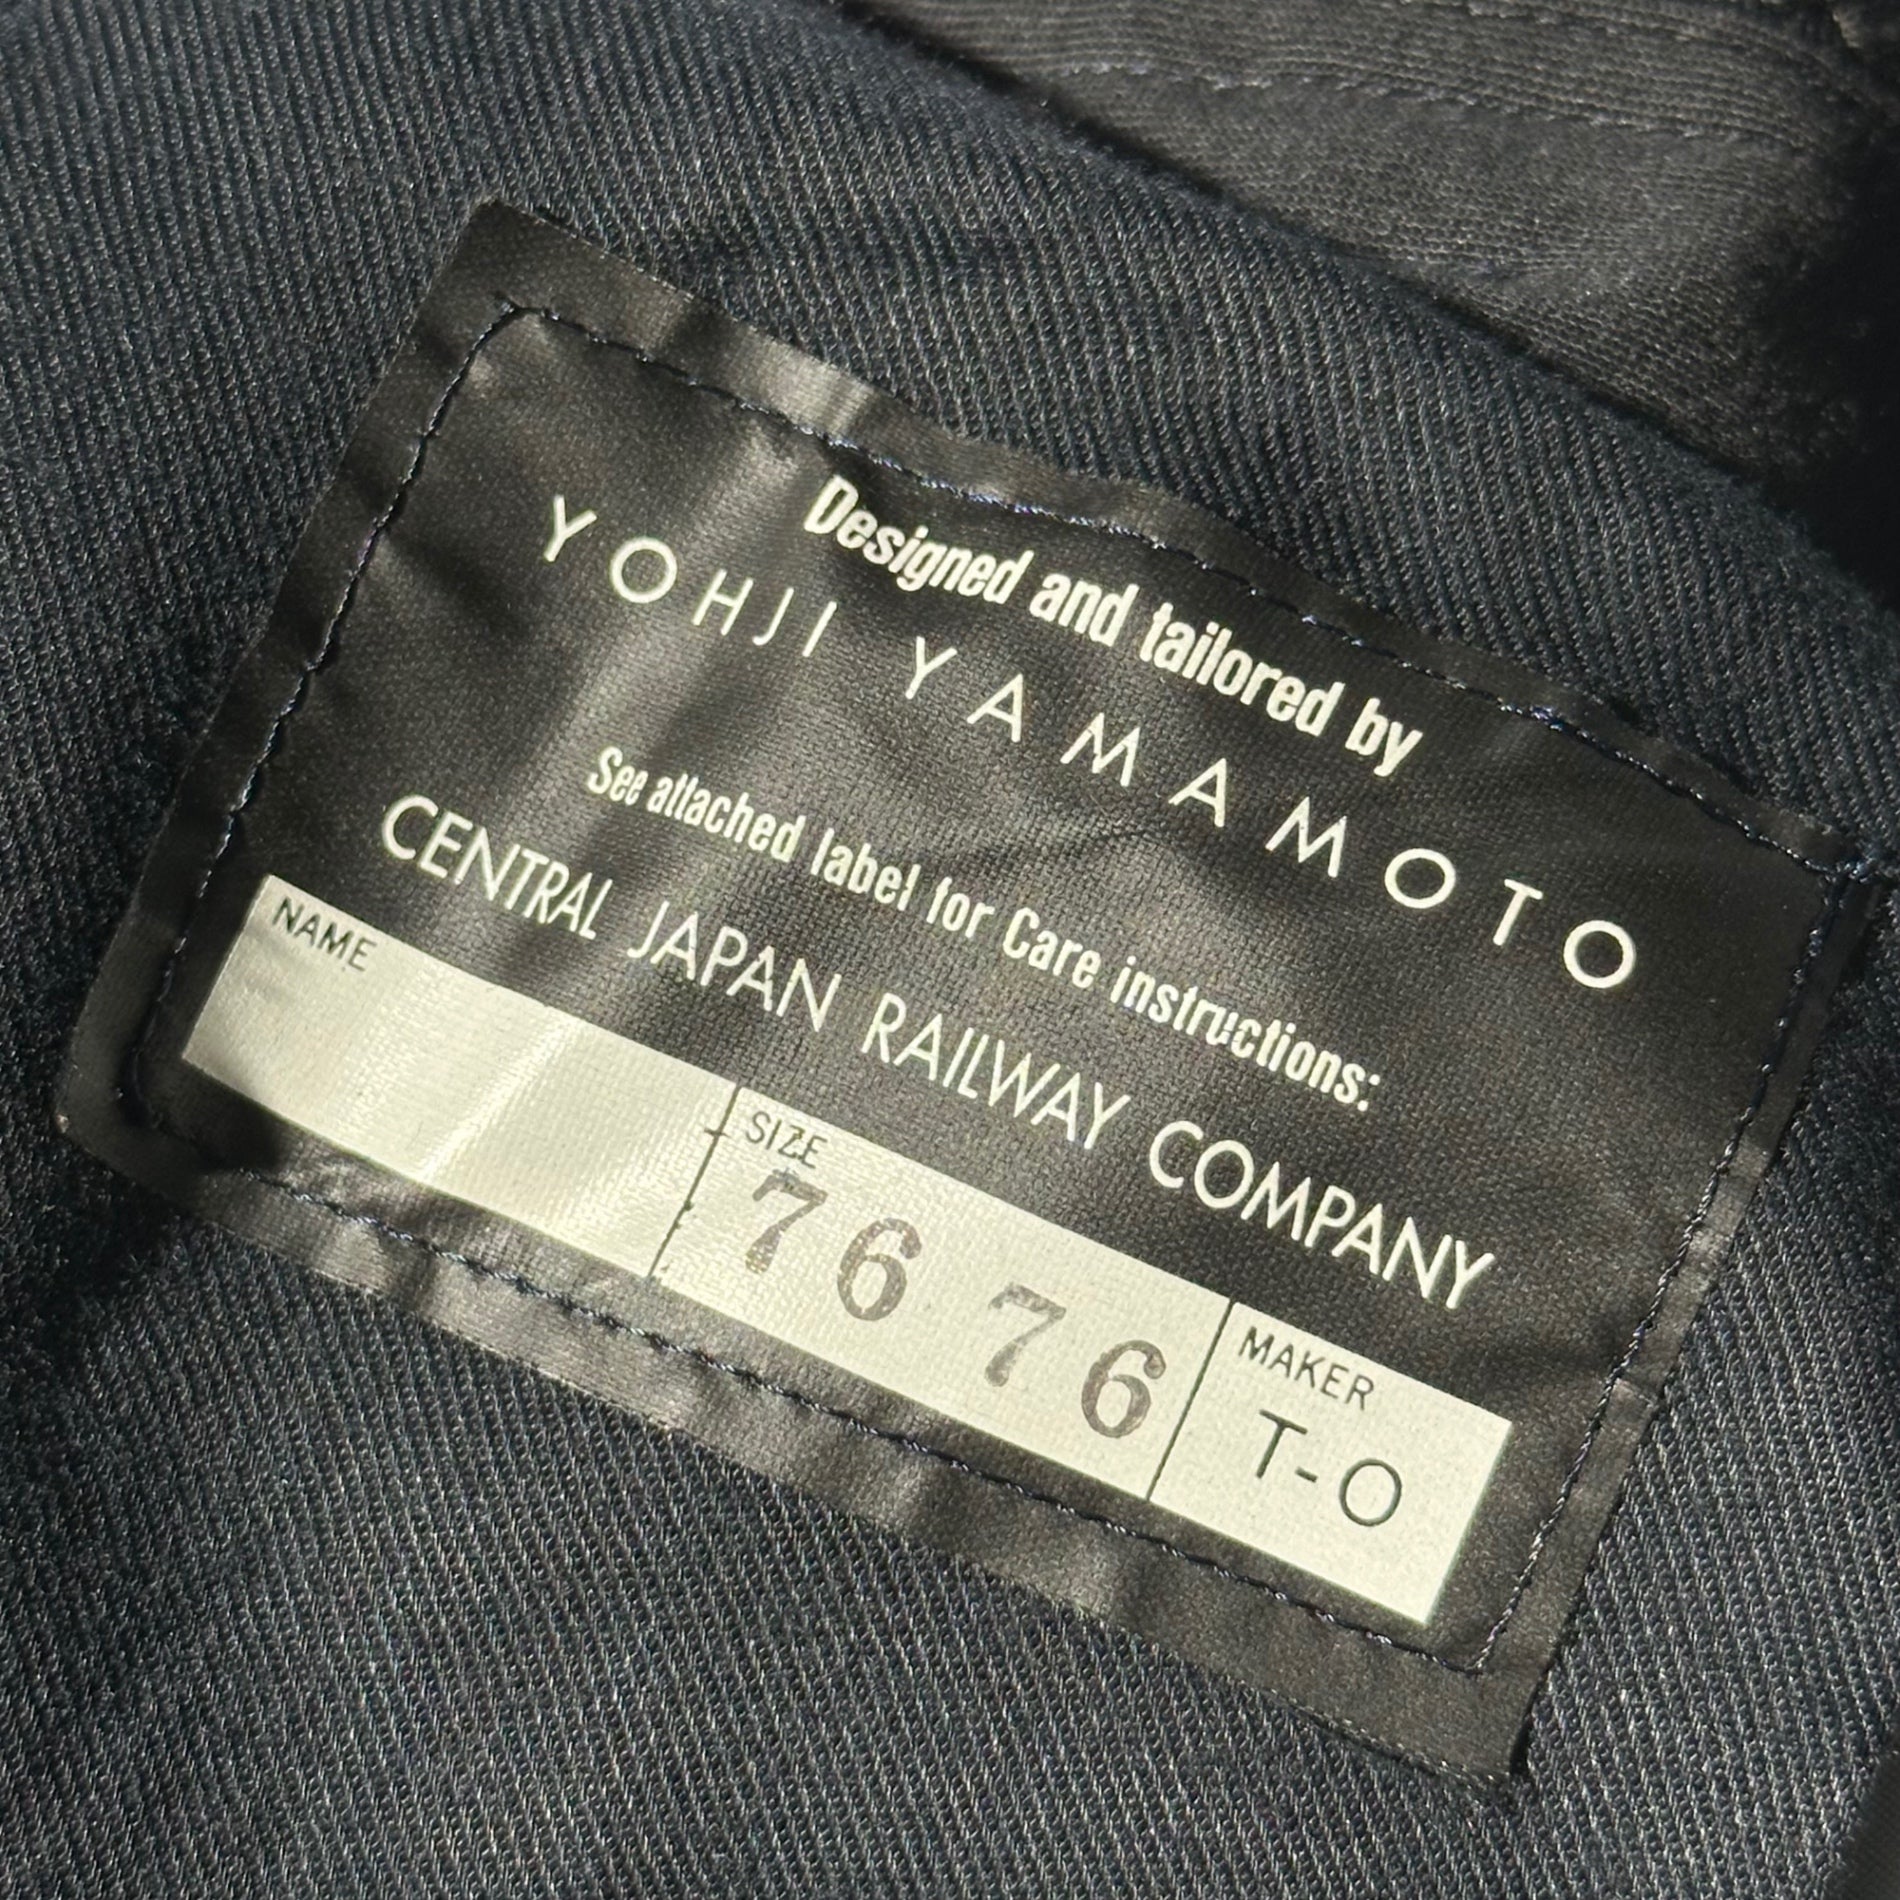 Designed and tailored by
YOHJI YAMAMOTO
See attached label for Care instructions:
CENTRAL JAPAN RAILWAY COMPANY
NAME
SIZE
76 76
MAKER
T-O